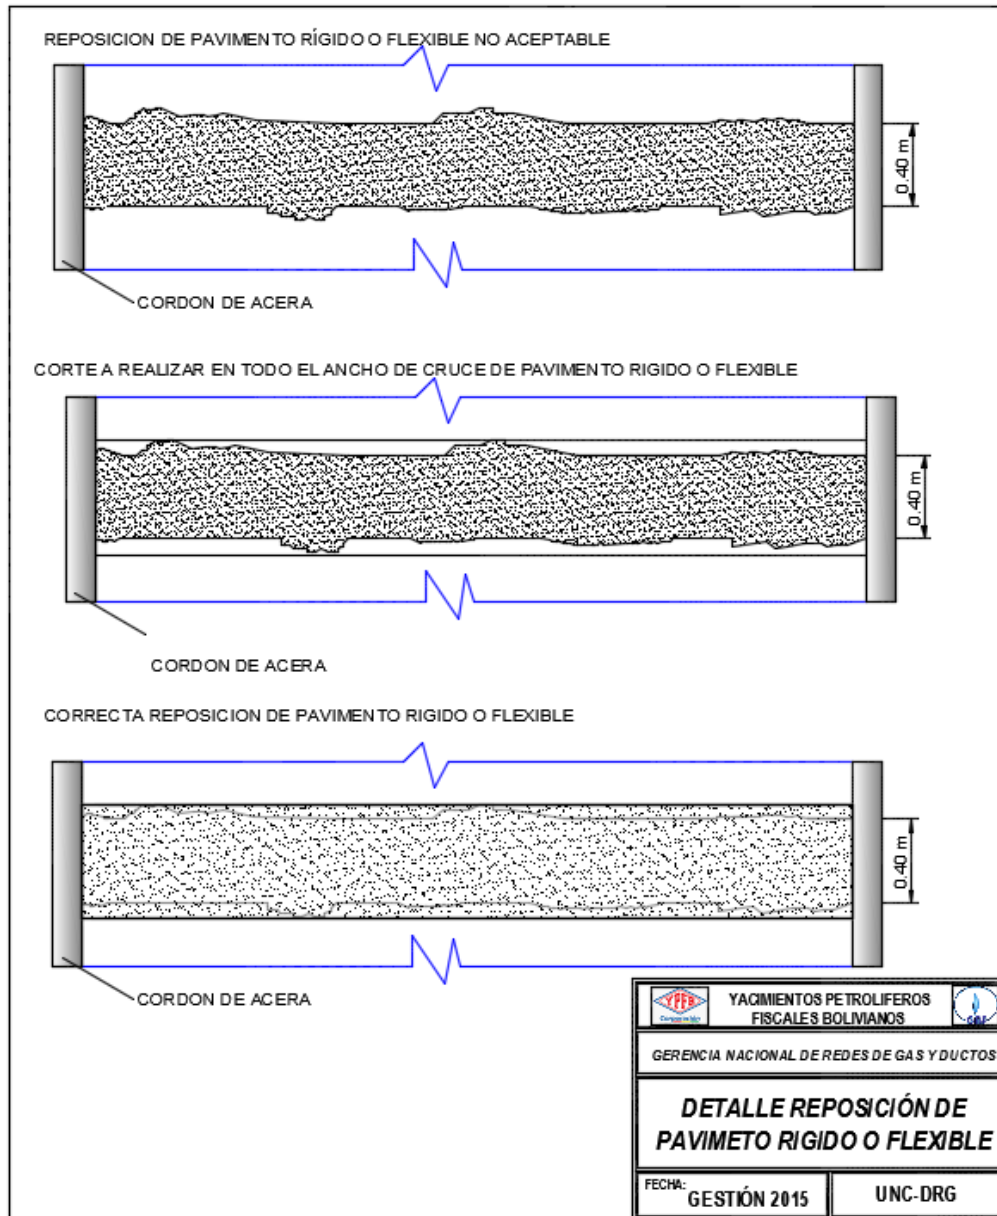 REPOSICION DE PAVIMENTO RÍGIDO O FLEXIBLE NO ACEPTABLE
0.40 m
CORDON DE ACERA
CORTE A REALIZAR EN TODO EL ANCHO DE CRUCE DE PAVIMENTO RIGIDO O FLEXIBLE
0.40 m
CORDON DE ACERA
CORRECTA REPOSICION DE PAVIMENTO RIGIDO O FLEXIBLE
0.40 m
CORDON DE ACERA
YPFB
YACIMIENTOS PETROLIFEROS
FISCALES BOLIVIANOS
GERENCIA NACIONAL DE REDES DE GAS Y DUCTOS
DETALLE REPOSICIÓN DE
PAVIMETO RIGIDO O FLEXIBLE
FECHA:
GESTIÓN 2015
UNC-DRG